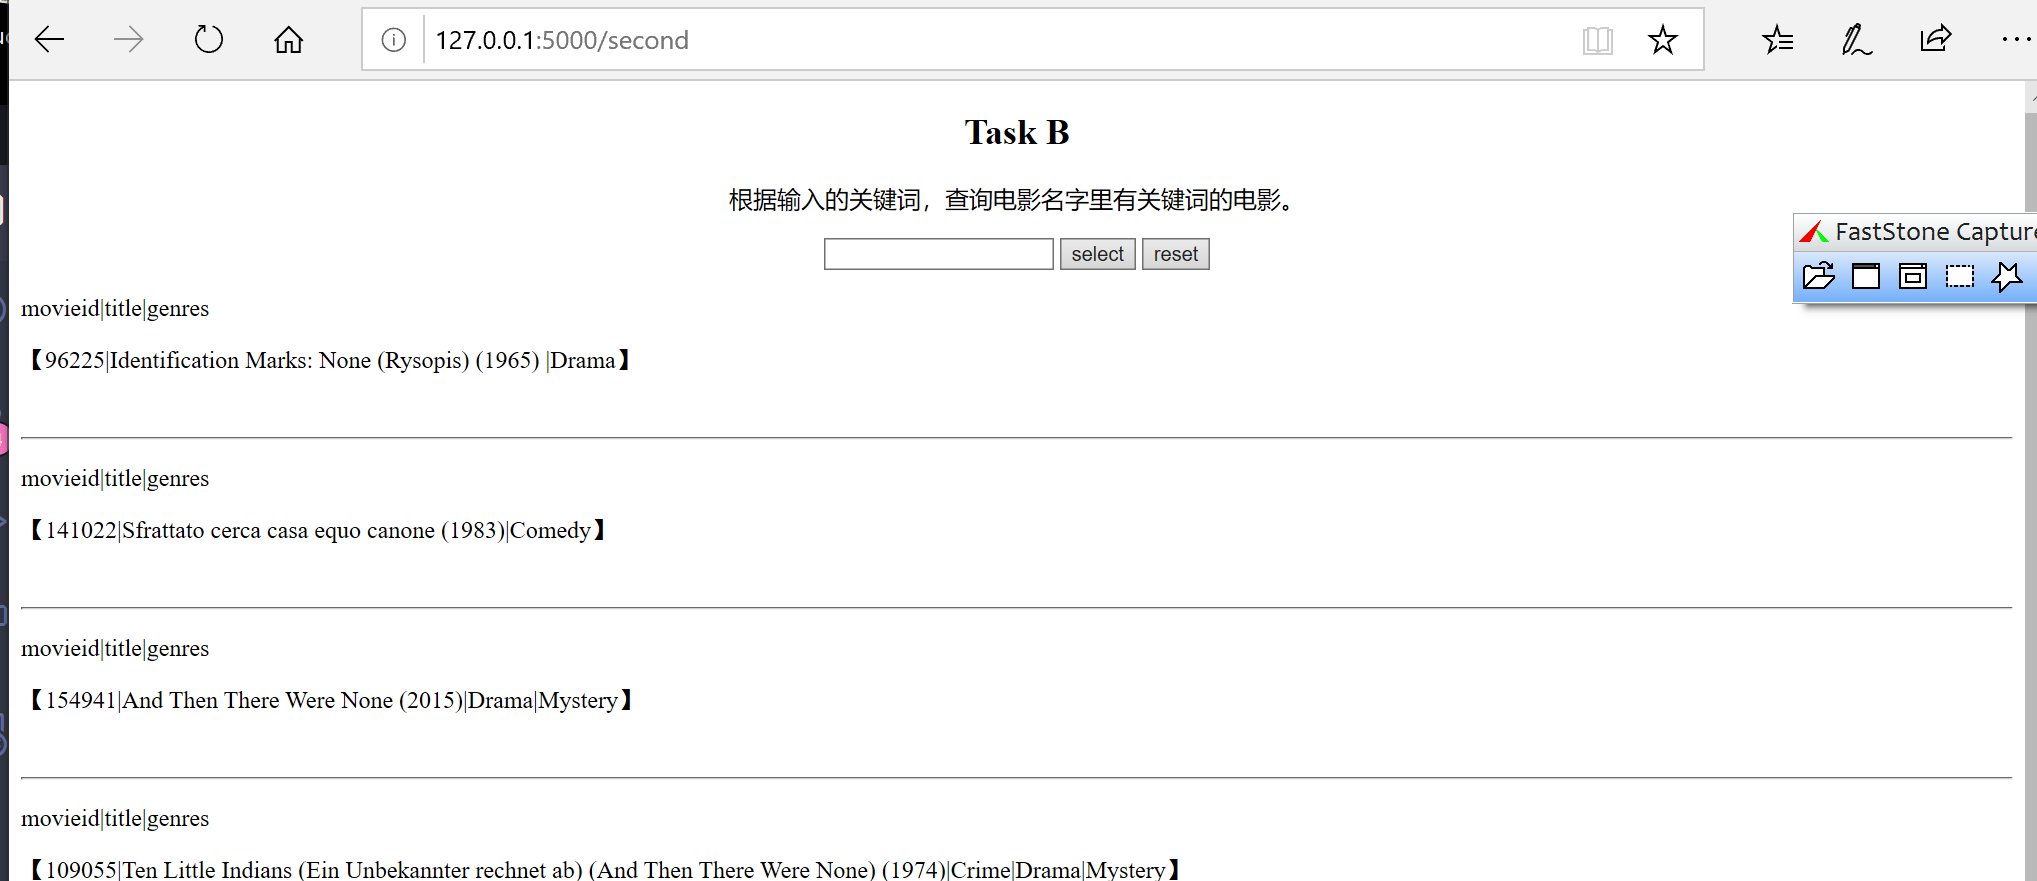 127.0.0.1:5000/second
Task B
根据输入的关键词，查询电影名字里有关键词的电影。
select reset
FastStone Capture
movieid|title|genres
【96225|Identification Marks: None (Rysopis) (1965) |Drama】
movieid|title|genres
【141022|Sfrattato cerca casa equo canone (1983)|Comedy】
movieid|title|genres
【154941|And Then There Were None (2015)|Drama|Mystery】
movieid|title|genres
【109055|Ten Little Indians (Ein Unbekannter rechnet ab) (And Then There Were None) (1974)|Crime|Drama|Mystery】